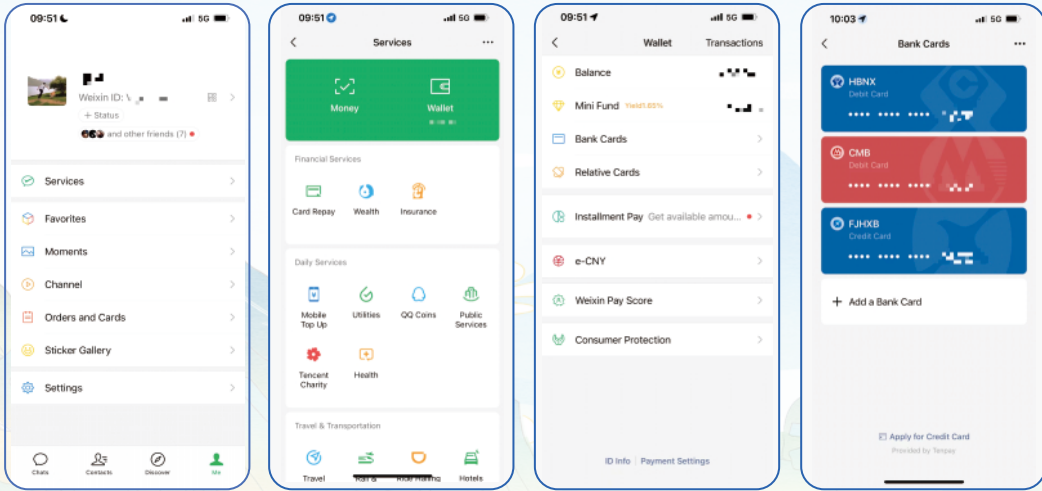 09:51
5G
Weixin ID:
+ Status
and other friends (7)
Services
Favorites
Moments
Channel
Orders and Cards
Sticker Gallery
Settings
Chats
Contacts
Discover
Me
09:51
5G
Services
Money
Wallet
Financial Services
Card Repay
Wealth
Insurance
Daily Services
Mobile
Top Up
Utilities
QQ Coins
Public
Services
Tencent
Charity
Health
Travel & Transportation
Travel
Rail &
Ride Hailing
Hotels
09:51
5G
Wallet
Transactions
Balance
Mini Fund Yield1.65%
Bank Cards
Relative Cards
Installment Pay Get available amou...
e-CNY
Weixin Pay Score
Consumer Protection
ID Info | Payment Settings
10:03
5G
Bank Cards
HBNX
Debit Card
•••• •••• ••••
CMB
Debit Card
•••• •••• ••••
FJHXB
Credit Card
•••• •••• ••••
+ Add a Bank Card
Apply for Credit Card
Provided by Tenpay